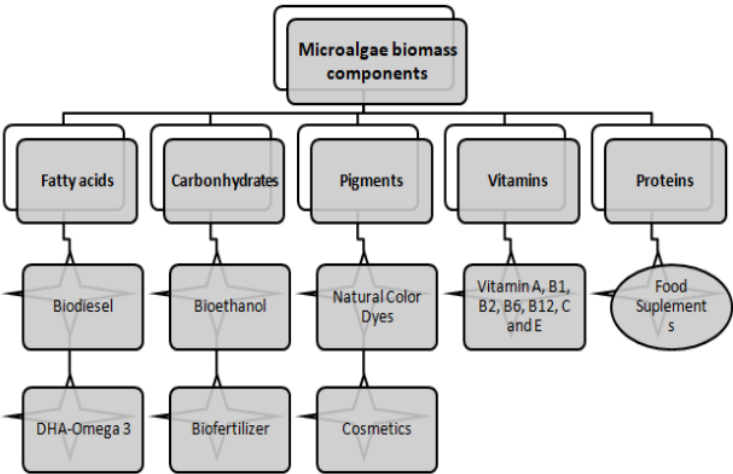 Microalgae biomass
components
Fatty acids
Carbonhydrates
Pigments
Vitamins
Proteins
Biodiesel
Bioethanol
Natural Color
Dyes
Vitamin A, B1,
B2, B6, B12, C
and E
Food
Suplement
s
DHA-Omega 3
Biofertilizer
Cosmetics